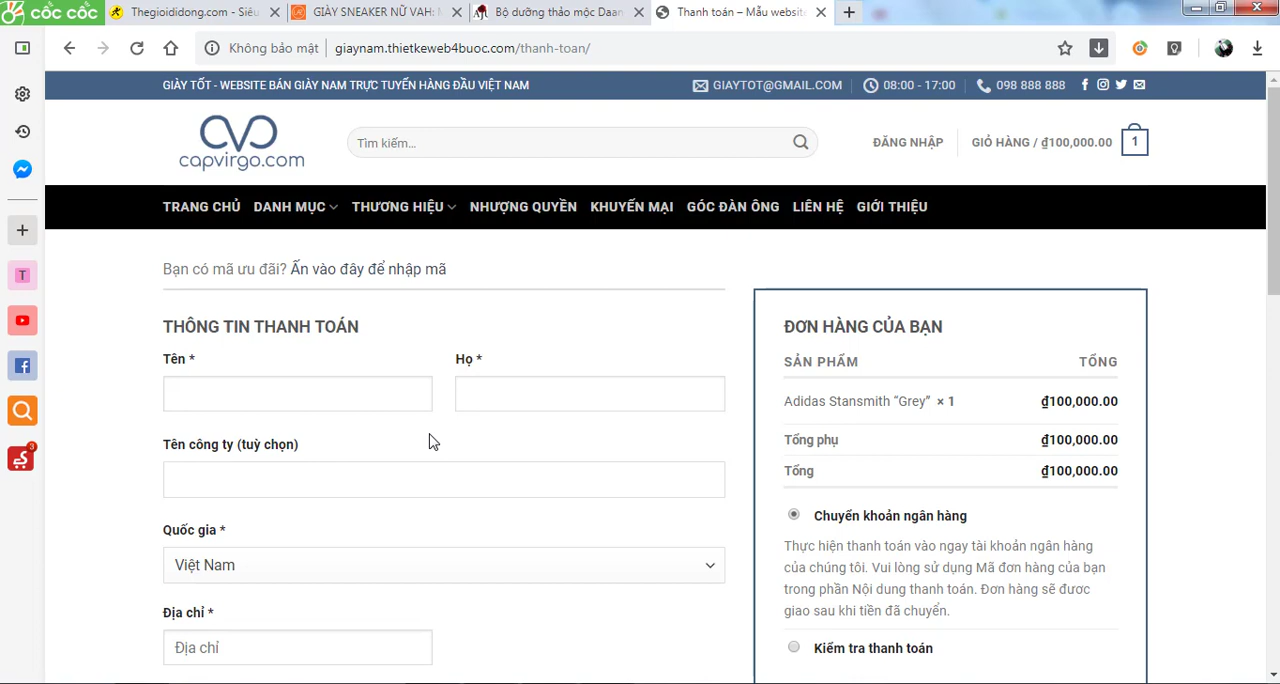 cốc cốc
Thegioididong.com - Siêu
GIÀY SNEAKER NỮ VAH: M
Bộ dưỡng thảo mộc Daan
Thanh toán – Mẫu website
Không bảo mật
giaynam.thietkeweb4buoc.com/thanh-toan/
GIÀY TỐT - WEBSITE BÁN GIÀY NAM TRỰC TUYẾN HÀNG ĐẦU VIỆT NAM
GIAYTOT@GMAIL.COM
08:00 - 17:00
098 888 888
capvirgo.com
Tìm kiếm...
ĐĂNG NHẬP
GIỎ HÀNG / ₫100,000.00
1
TRANG CHỦ DANH MỤC THƯƠNG HIỆU NHƯỢNG QUYỀN KHUYẾN MẠI GÓC ĐÀN ÔNG LIÊN HỆ GIỚI THIỆU
T
3
Bạn có mã ưu đãi? Ấn vào đây để nhập mã
THÔNG TIN THANH TOÁN
Tên *
Họ *
Tên công ty (tuỳ chọn)
Quốc gia *
Việt Nam
Địa chỉ *
Địa chỉ
ĐƠN HÀNG CỦA BẠN
SẢN PHẨM TỔNG
Adidas Stansmith “Grey” × 1 ₫100,000.00
Tổng phụ ₫100,000.00
Tổng ₫100,000.00
Chuyển khoản ngân hàng
Thực hiện thanh toán vào ngay tài khoản ngân hàng
của chúng tôi. Vui lòng sử dụng Mã đơn hàng của bạn
trong phần Nội dung thanh toán. Đơn hàng sẽ đươc
giao sau khi tiền đã chuyển.
Kiểm tra thanh toán